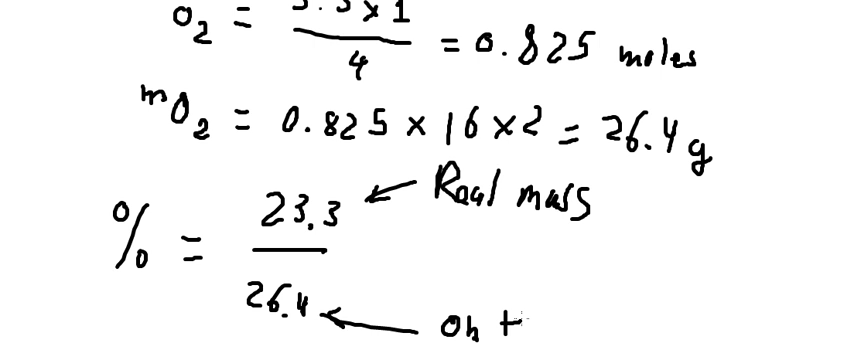 O₂ = 3.3 x 1 / 4 = 0.825 moles
mO₂ = 0.825 x 16 x 2 = 26.4 g
% = 23.3 / 26.4 ← Real mass
← Oh t